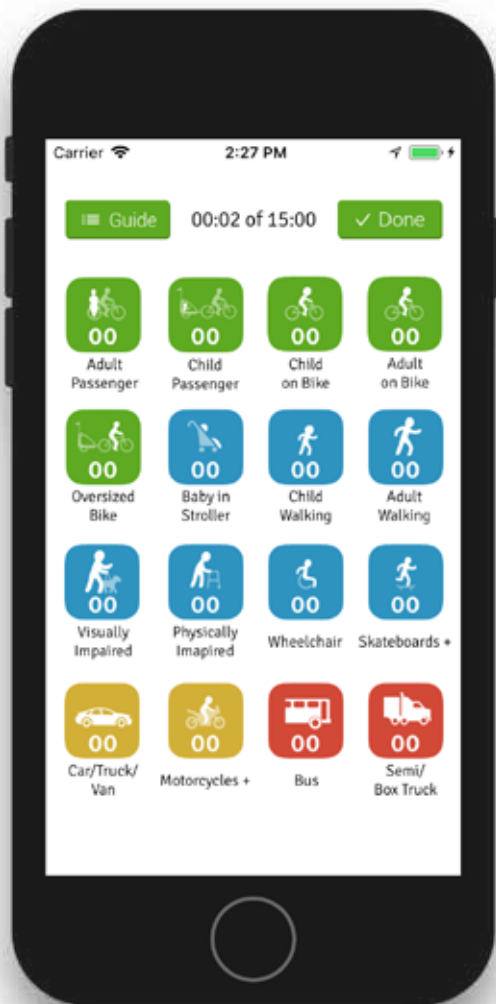 Carrier 2:27 PM
Guide 00:02 of 15:00 Done
00 00 00 00
Adult Child Child Adult
Passenger Passenger on Bike on Bike
00 00 00 00
Oversized Baby in Child Adult
Bike Stroller Walking Walking
00 00 00 00
Visually Physically Wheelchair Skateboards +
Impaired Imapired
00 00 00 00
Car/Truck/ Motorcycles + Bus Semi/
Van Box Truck